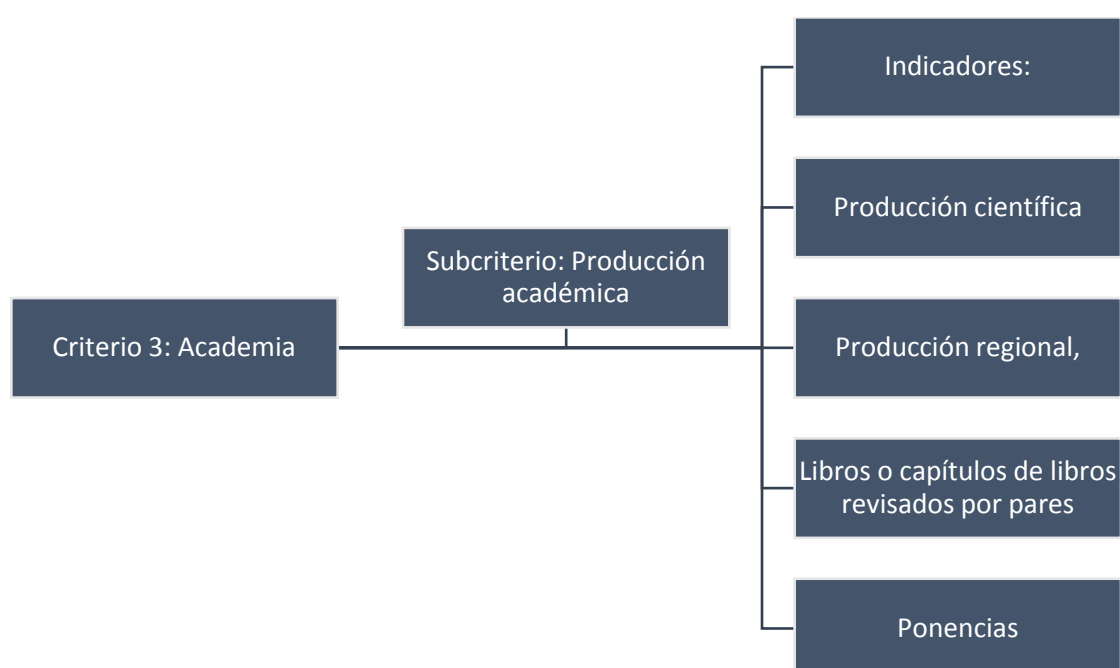 Criterio 3: Academia
Subcriterio: Producción
académica
Indicadores:
Producción científica
Producción regional,
Libros o capítulos de libros
revisados por pares
Ponencias